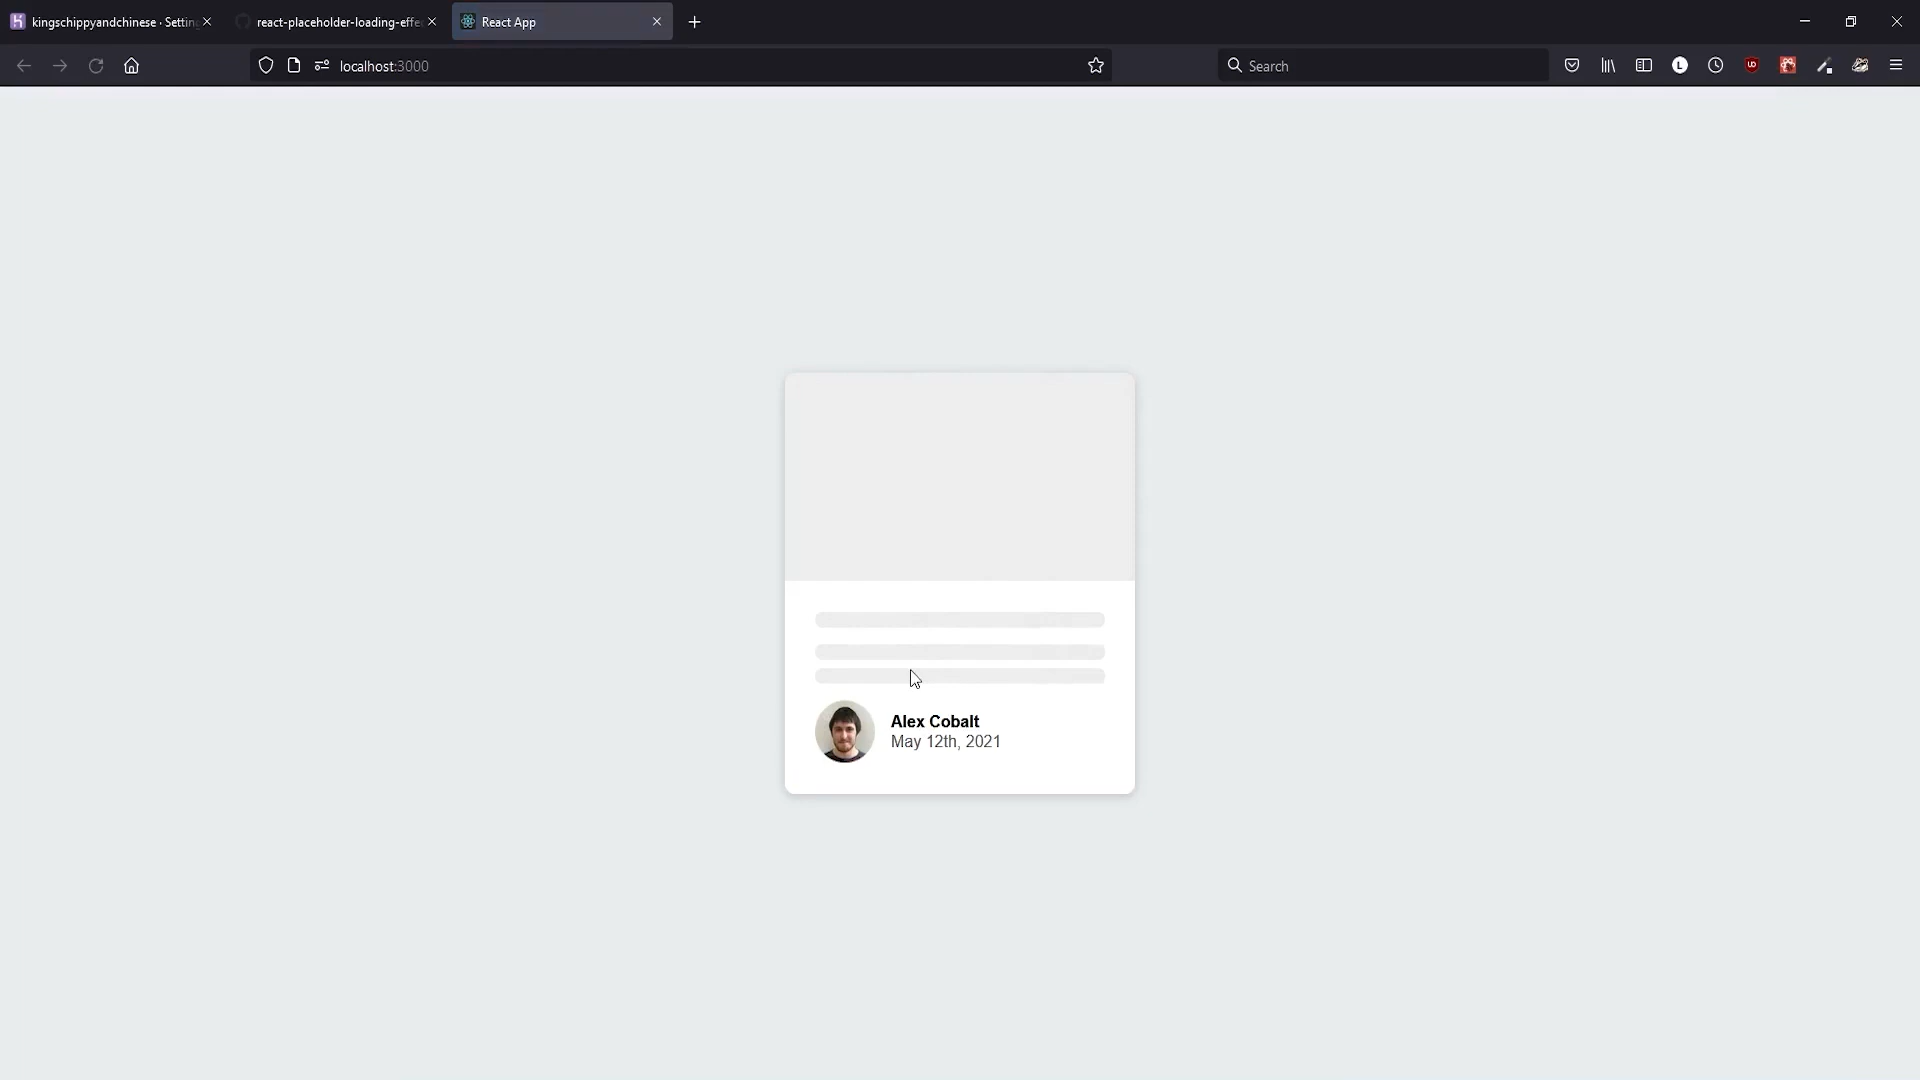 kingschippyandchinese · Settin
react-placeholder-loading-effe
React App
localhost:3000
Search
Alex Cobalt
May 12th, 2021